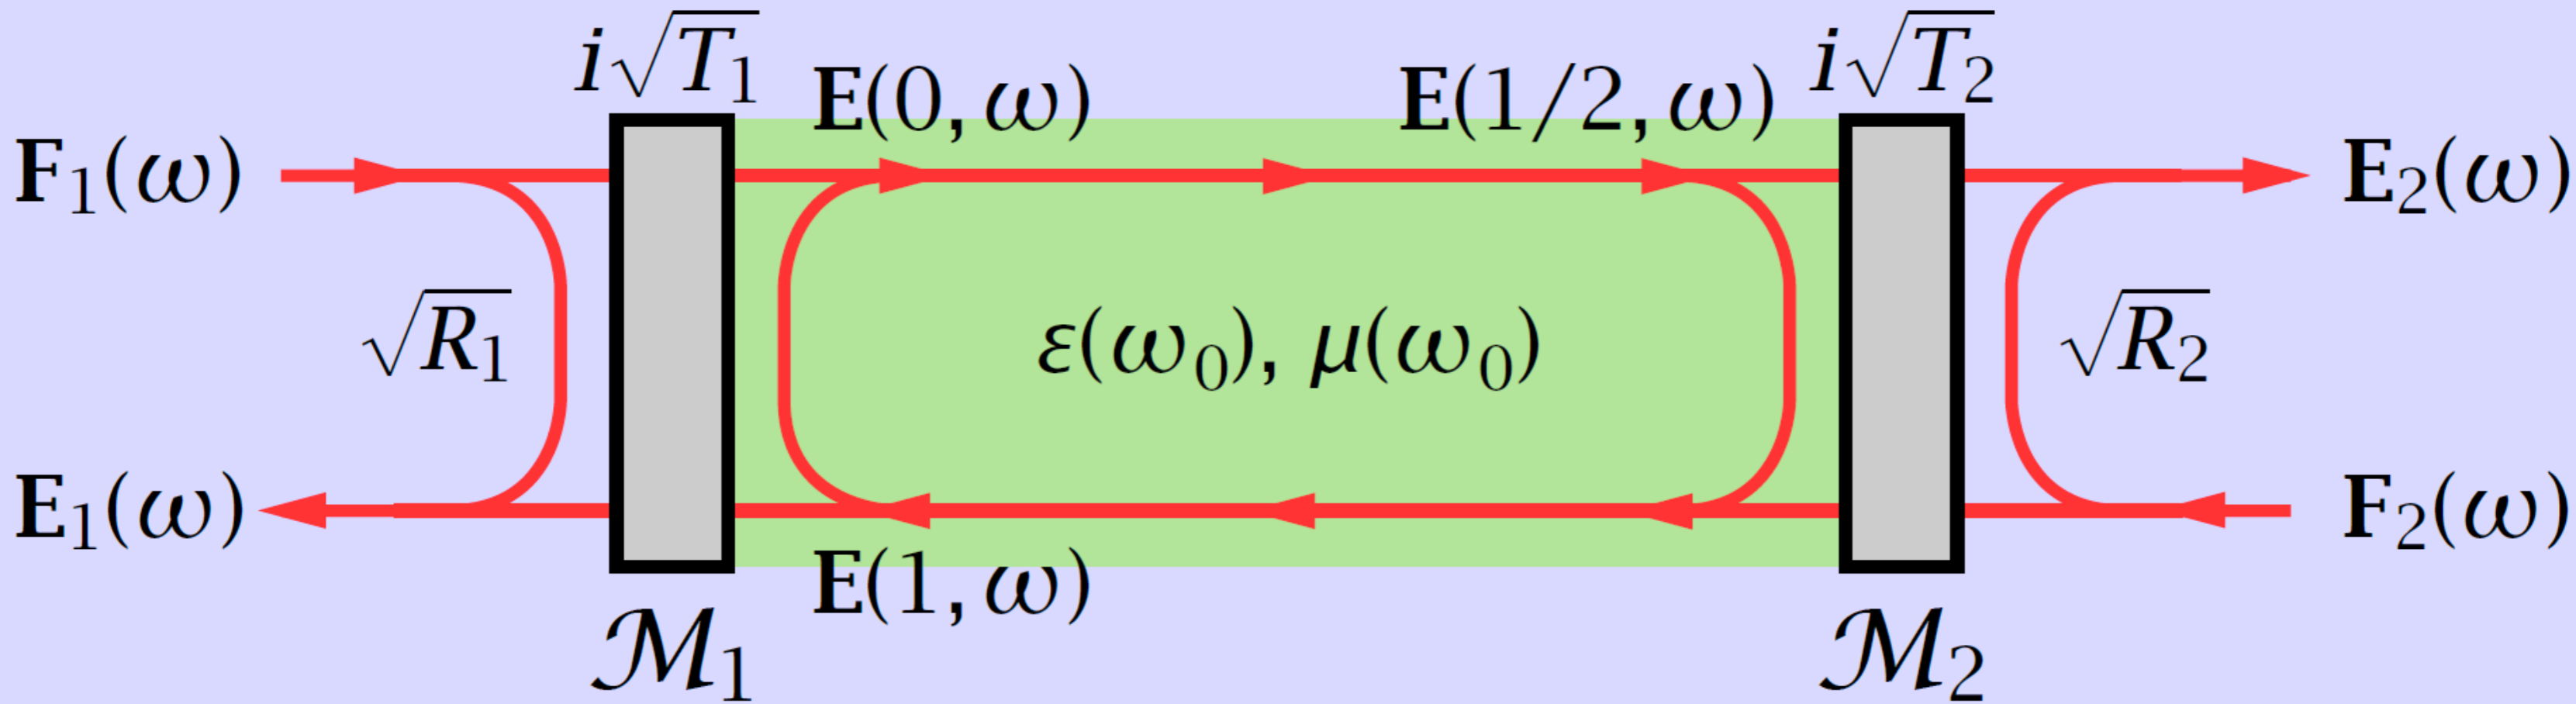 i√T₁
E(0, ω)
E(1/2, ω)
i√T₂
F₁(ω)
E₂(ω)
√R₁
ε(ω₀), μ(ω₀)
√R₂
E₁(ω)
E(1, ω)
F₂(ω)
ℳ₁
ℳ₂